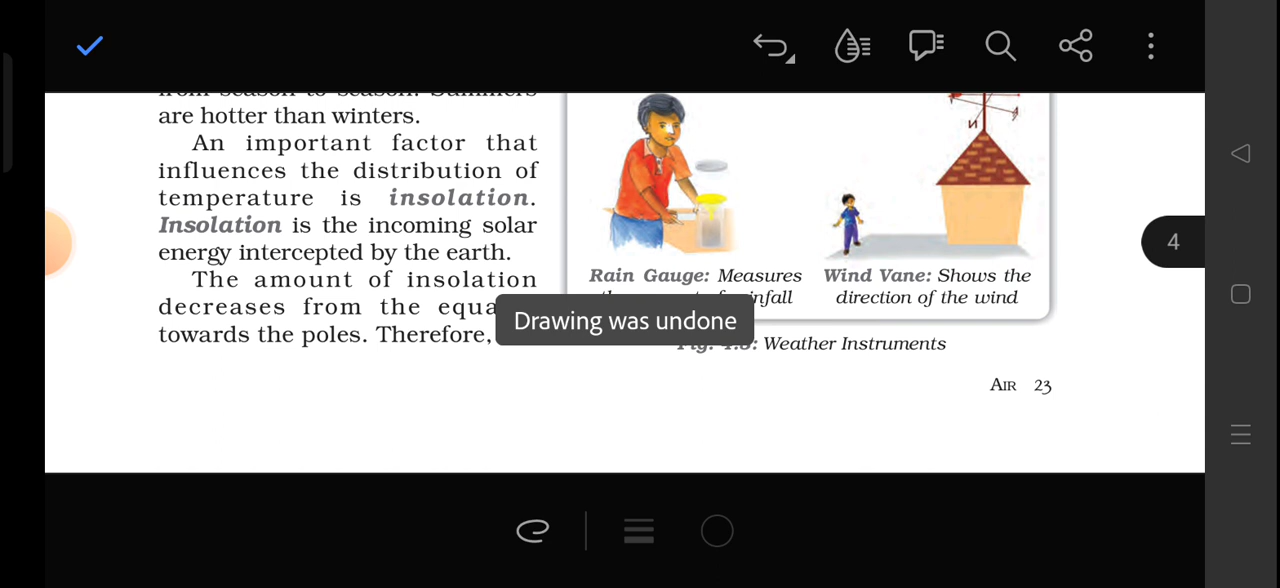 are hotter than winters.
An important factor that
influences the distribution of
temperature is insolation.
Insolation is the incoming solar
energy intercepted by the earth.
The amount of insolation
decreases from the equa
towards the poles. Therefore,
N
Rain Gauge: Measures
infall
Wind Vane: Shows the
direction of the wind
Drawing was undone
Weather Instruments
AIR 23
4